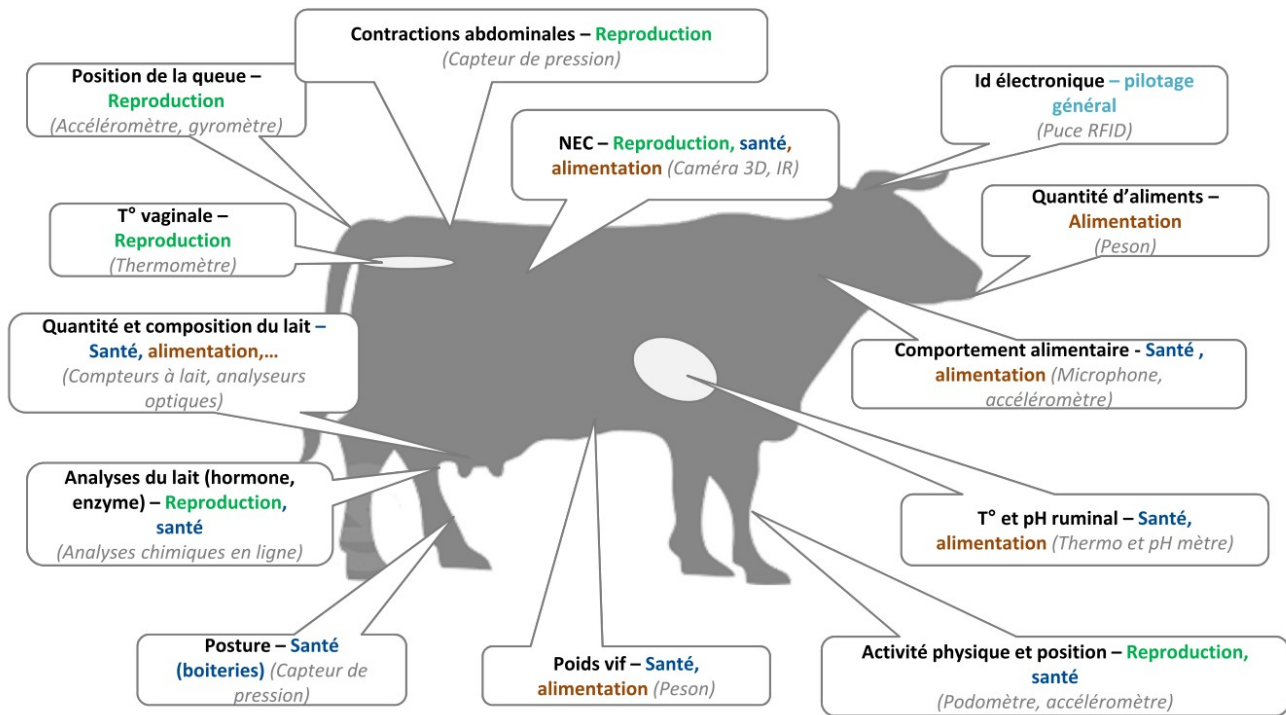 Contractions abdominales – Reproduction
(Capteur de pression)
Position de la queue –
Reproduction
(Accéléromètre, gyromètre)
Id électronique – pilotage
général
(Puce RFID)
NEC – Reproduction, santé,
alimentation (Caméra 3D, IR)
T° vaginale –
Reproduction
(Thermomètre)
Quantité d’aliments –
Alimentation
(Peson)
Quantité et composition du lait –
Santé, alimentation,...
(Compteurs à lait, analyseurs
optiques)
Comportement alimentaire - Santé ,
alimentation (Microphone,
accéléromètre)
Analyses du lait (hormone,
enzyme) – Reproduction,
santé
(Analyses chimiques en ligne)
T° et pH ruminal – Santé,
alimentation (Thermo et pH mètre)
Posture – Santé
(boiteries) (Capteur de
pression)
Poids vif – Santé,
alimentation (Peson)
Activité physique et position – Reproduction,
santé
(Podomètre, accéléromètre)